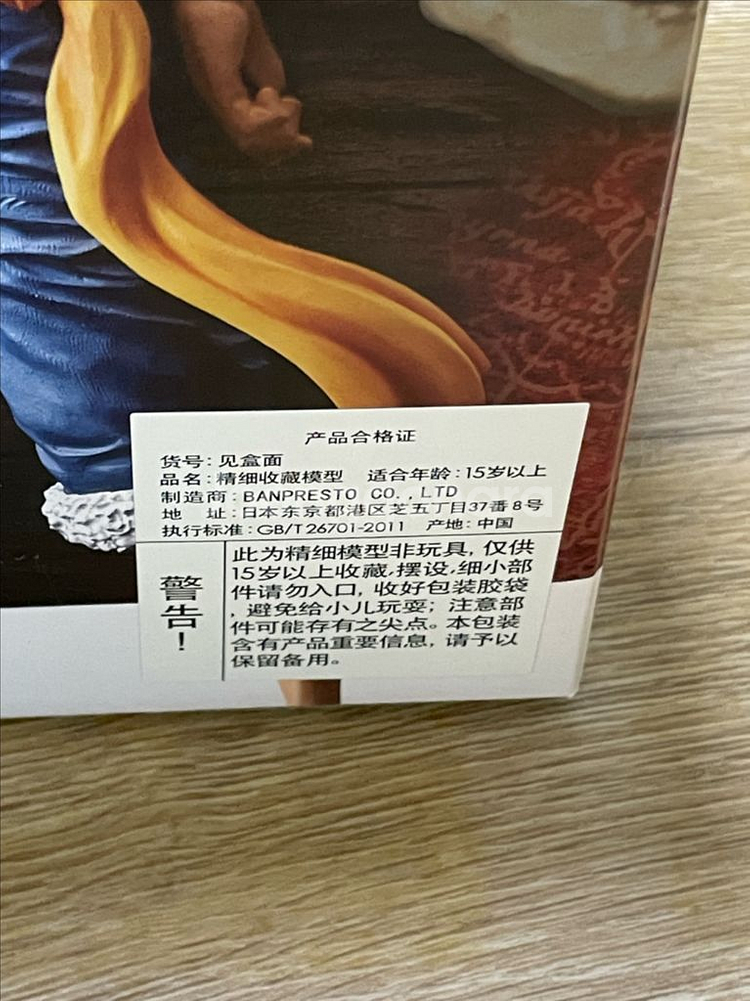 产品合格证
货号:见盒面
品名:精细收藏模型 适合年龄:15岁以上
制造商:BANPRESTO CO.,LTD
地 址:日本东京都港区芝五丁目37番8号
执行标准:GB/T26701-2011 产地:中国
警告!
此为精细模型非玩具,仅供
15岁以上收藏,摆设,细小部
件请勿入口,收好包装胶袋
,避免给小儿玩耍;注意部
件可能存有之尖点。本包装
含有产品重要信息,请予以
保留备用。